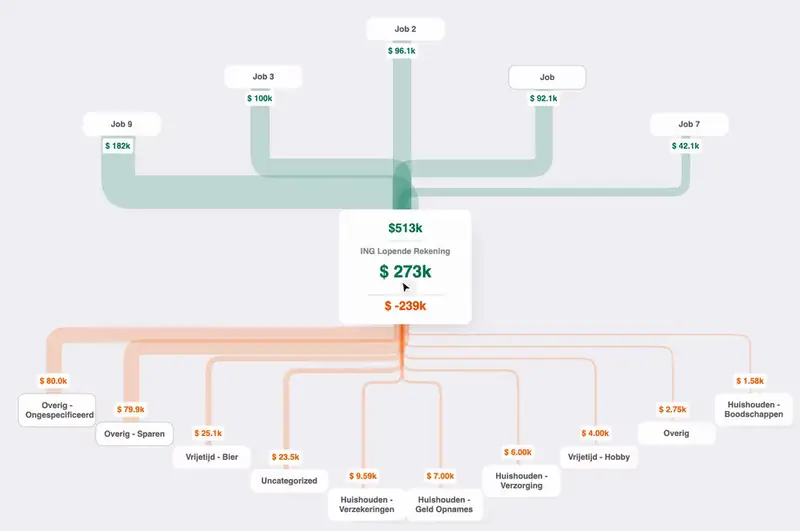 Job 2
$ 96.1k
Job 3
$ 100k
Job
$ 92.1k
Job 9
$ 182k
Job 7
$ 42.1k
$513k
ING Lopende Rekening
$ 273k
$ -239k
$ 80.0k
Overig -
Ongespecificeerd
$ 79.9k
Overig - Sparen
$ 25.1k
Vrijetijd - Bier
$ 23.5k
Uncategorized
$ 9.59k
Huishouden -
Verzekeringen
$ 7.00k
Huishouden -
Geld Opnames
$ 6.00k
Huishouden -
Verzorging
$ 4.00k
Vrijetijd - Hobby
$ 2.75k
Overig
$ 1.58k
Huishouden -
Boodschappen